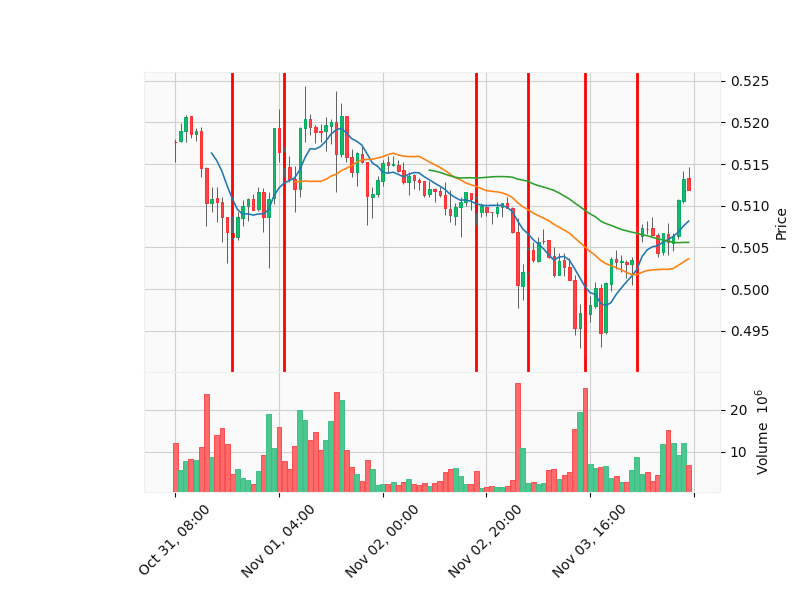 0.525
0.520
0.515
0.510
0.505
0.500
0.495
Price
20
10
Volume 10⁶
Oct 31, 08:00
Nov 01, 04:00
Nov 02, 00:00
Nov 02, 20:00
Nov 03, 16:00